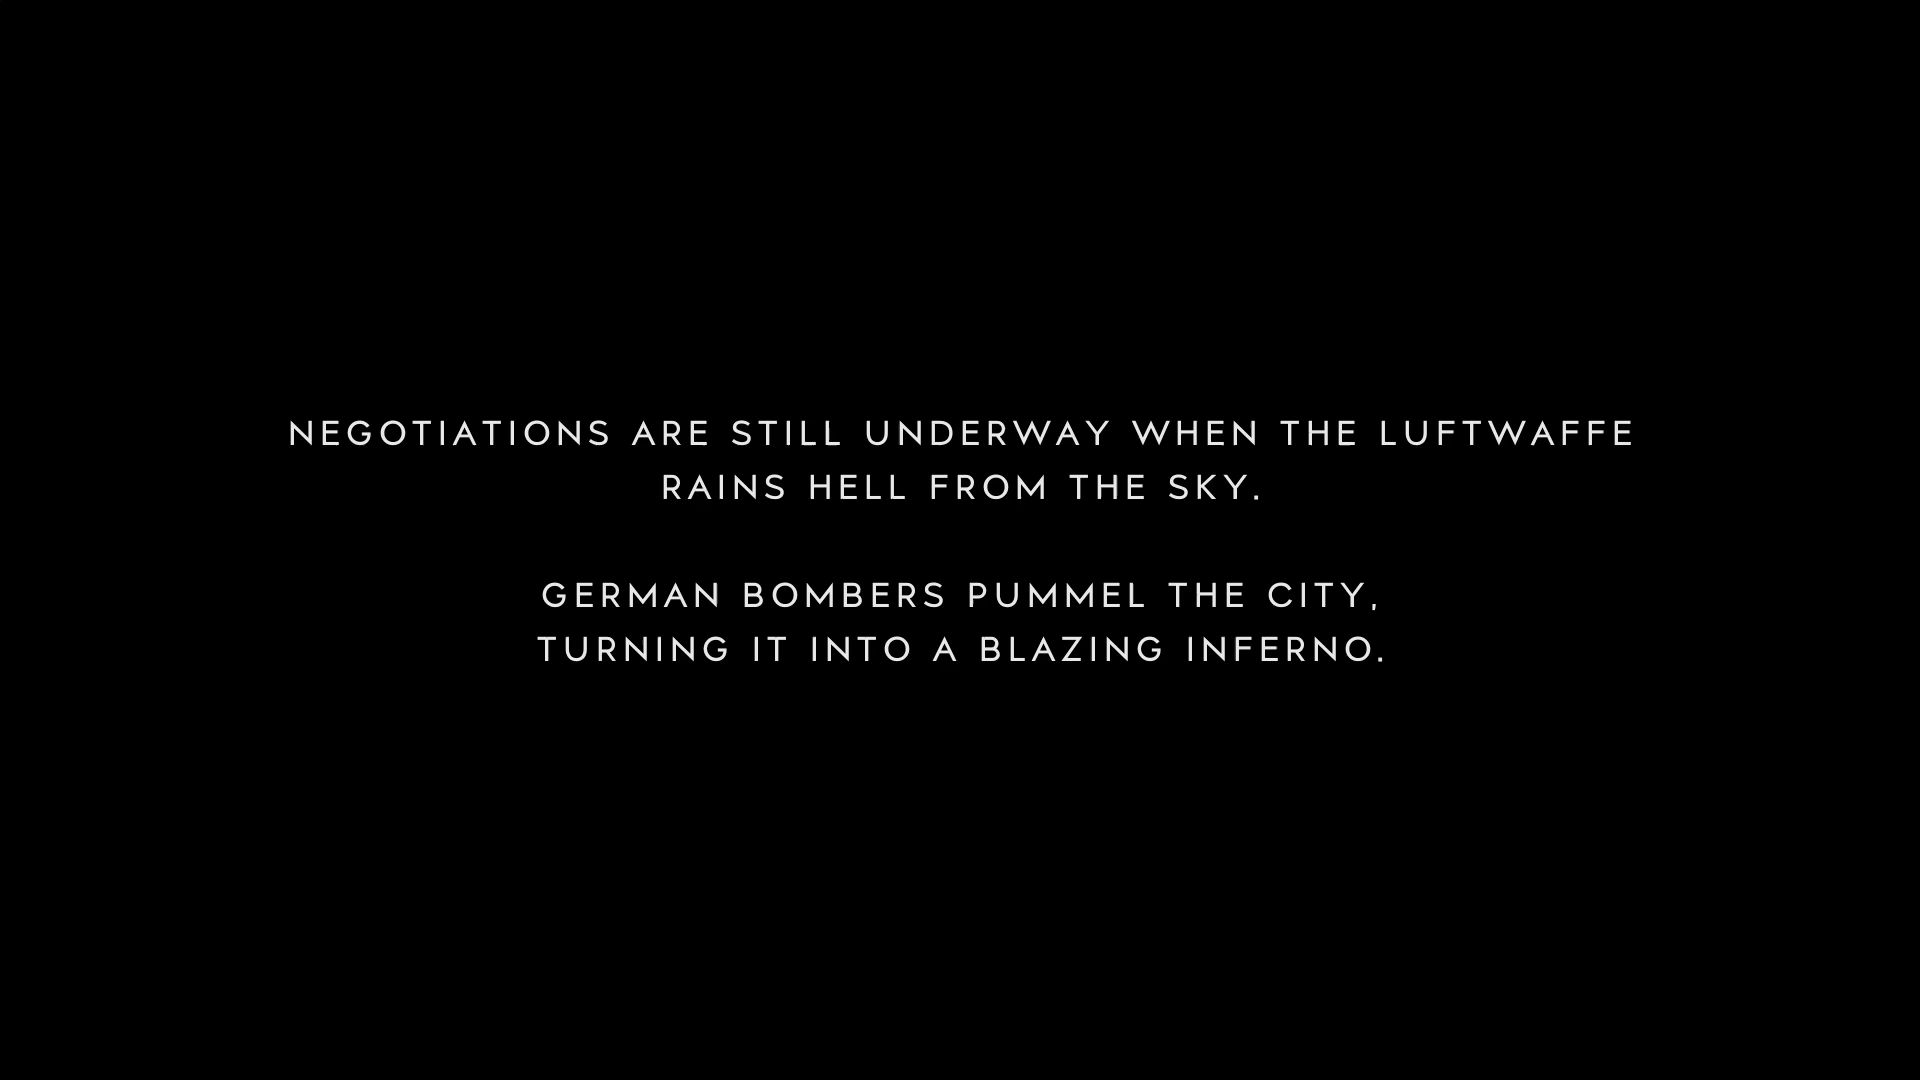 NEGOTIATIONS ARE STILL UNDERWAY WHEN THE LUFTWAFFE
RAINS HELL FROM THE SKY.
GERMAN BOMBERS PUMMEL THE CITY,
TURNING IT INTO A BLAZING INFERNO.